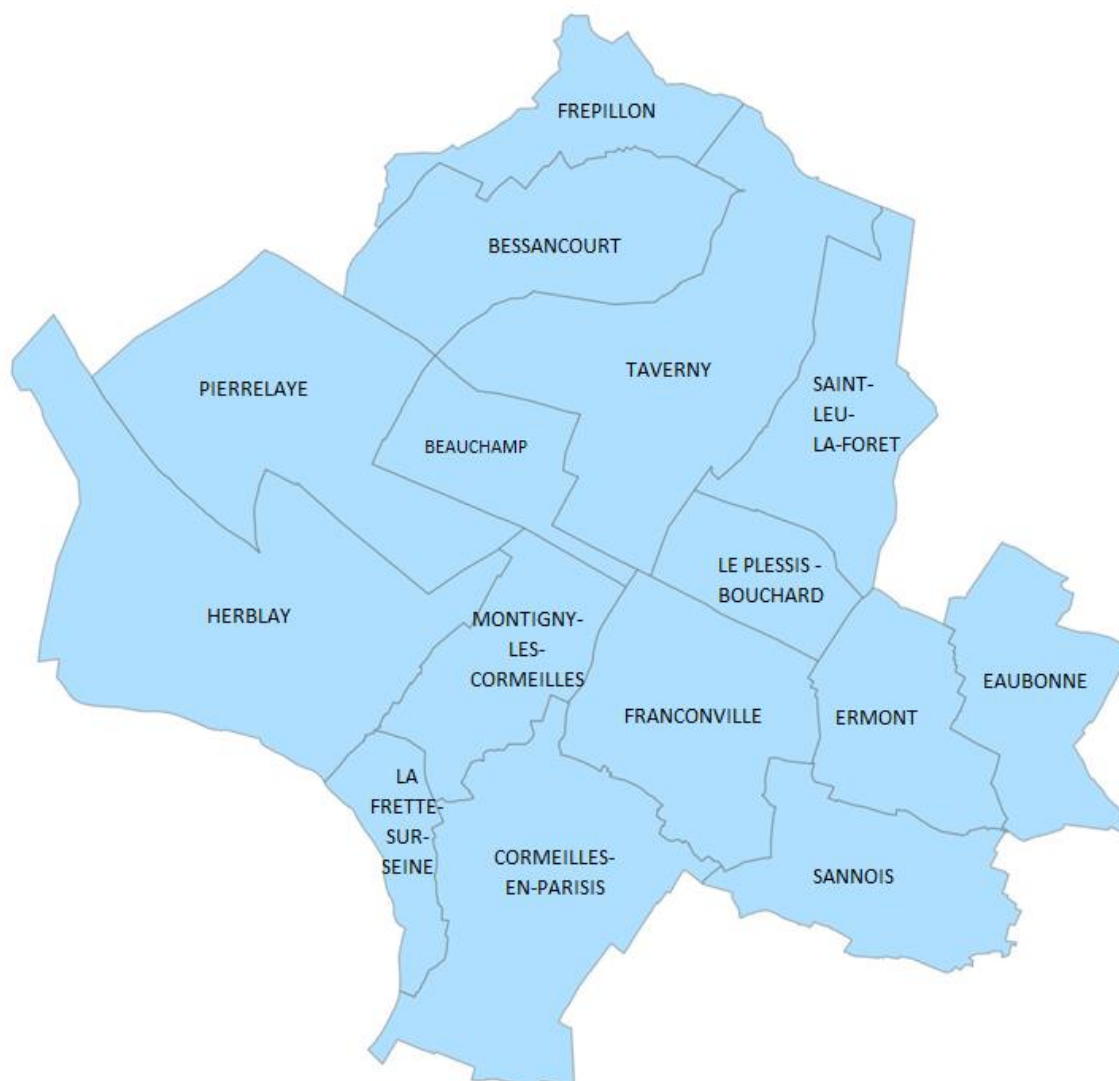 FREPILLON
BESSANCOURT
TAVERNY
PIERRELAYE
SAINT-
LEU-
LA-FORET
BEAUCHAMP
LE PLESSIS -
BOUCHARD
HERBLAY
MONTIGNY-
LES-
CORMEILLES
EAUBONNE
FRANCONVILLE
ERMONT
LA
FRETTE-
SUR-
SEINE
CORMEILLES-
EN-PARISIS
SANNOIS